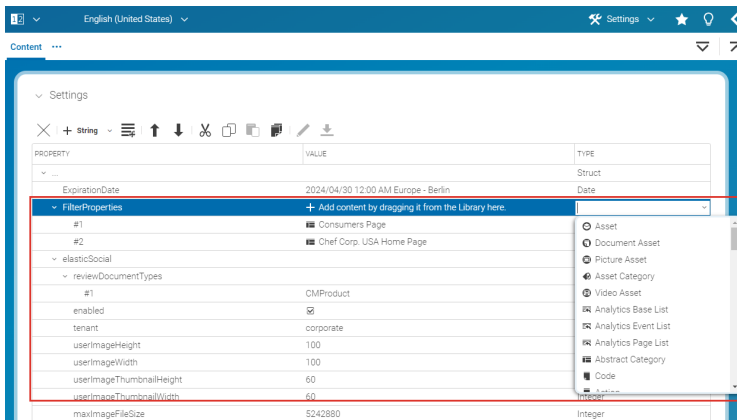 12 English (United States) Settings
Content ...
Settings
+ String
PROPERTY VALUE TYPE
... Struct
ExpirationDate 2024/04/30 12:00 AM Europe - Berlin Date
FilterProperties + Add content by dragging it from the Library here.
#1 Consumers Page
#2 Chef Corp. USA Home Page
elasticSocial
reviewDocumentTypes
#1 CMProduct
enabled
tenant corporate
userImageHeight 100
userImageWidth 100
userImageThumbnailHeight 60
userImageThumbnailWidth 60 Integer
maxImageFileSize 5242880 Integer
Asset
Document Asset
Picture Asset
Asset Category
Video Asset
Analytics Base List
Analytics Event List
Analytics Page List
Abstract Category
Code